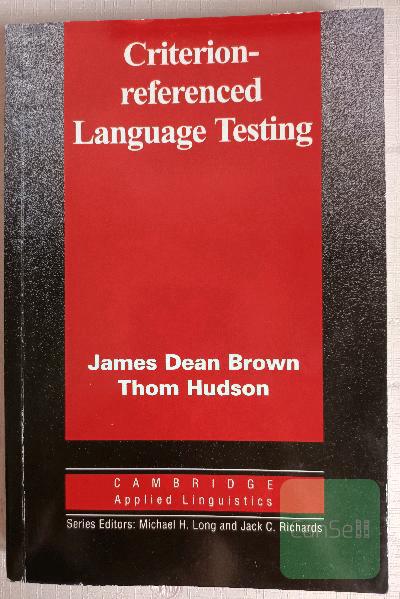 Criterion-
referenced
Language Testing
James Dean Brown
Thom Hudson
CAMBRIDGE
Applied Linguistics
Series Editors: Michael H. Long and Jack C. Richards